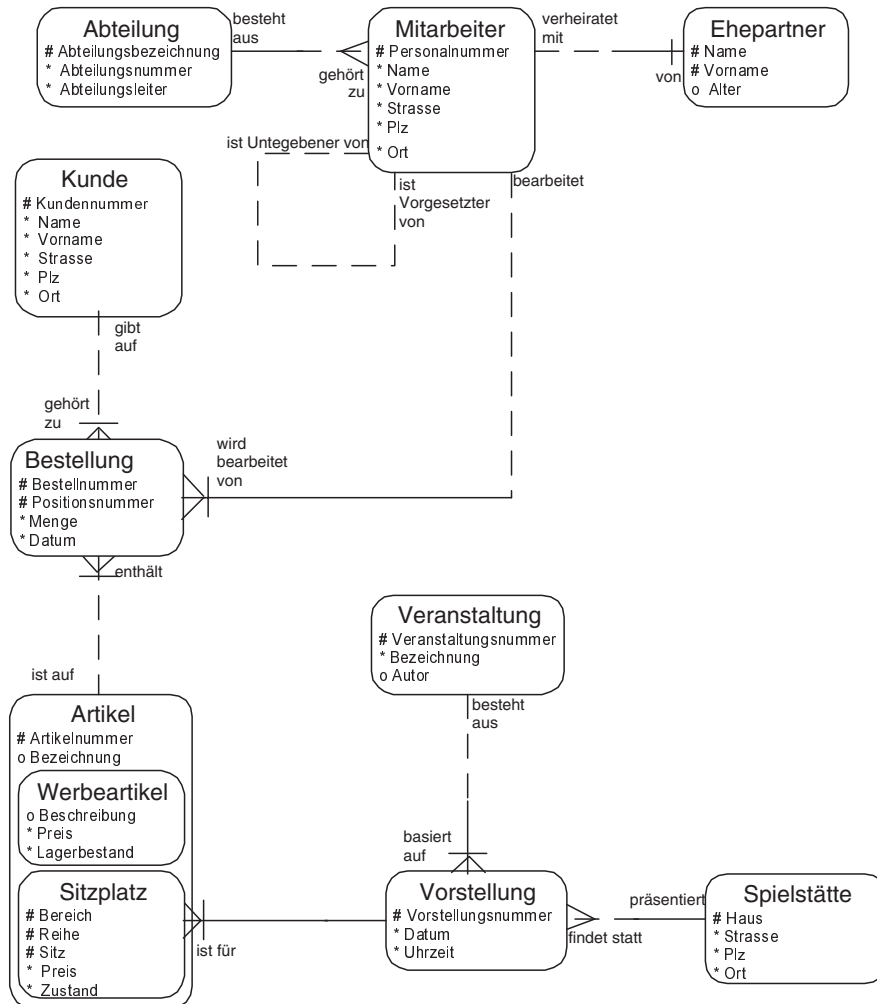 Abteilung
# Abteilungsbezeichnung
* Abteilungsnummer
* Abteilungsleiter
besteht
aus
gehört
zu
Mitarbeiter
# Personalnummer
* Name
* Vorname
* Strasse
* Plz
* Ort
verheiratet
mit
von
Ehepartner
# Name
# Vorname
o Alter
ist Untegebener von
ist
Vorgesetzter
von
bearbeitet
Kunde
# Kundennummer
* Name
* Vorname
* Strasse
* Plz
* Ort
gibt
auf
gehört
zu
Bestellung
# Bestellnummer
# Positionsnummer
* Menge
* Datum
wird
bearbeitet
von
enthält
ist auf
Artikel
# Artikelnummer
o Bezeichnung
Werbeartikel
o Beschreibung
* Preis
* Lagerbestand
Sitzplatz
# Bereich
# Reihe
# Sitz
* Preis
* Zustand
ist für
Veranstaltung
# Veranstaltungsnummer
* Bezeichnung
o Autor
besteht
aus
basiert
auf
Vorstellung
# Vorstellungsnummer
* Datum
* Uhrzeit
findet statt
präsentiert
Spielstätte
# Haus
* Strasse
* Plz
* Ort